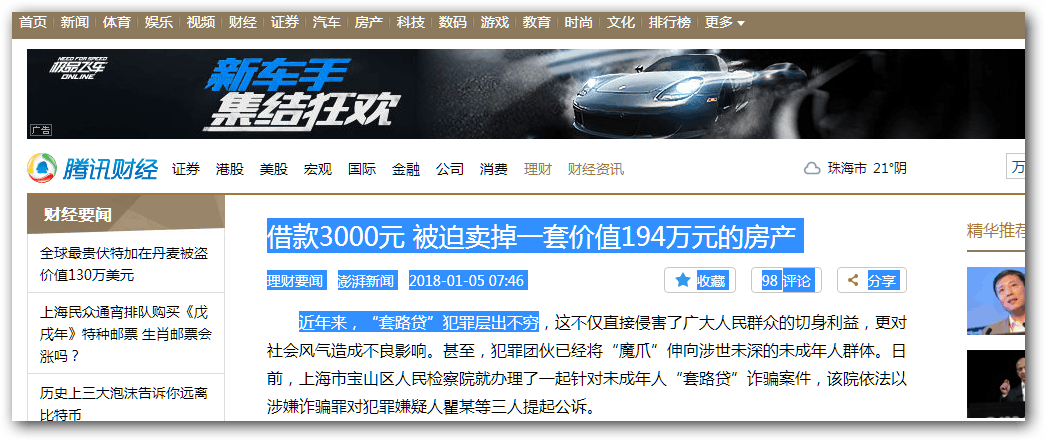 首页 新闻 体育 娱乐 视频 财经 证券 汽车 房产 科技 数码 游戏 教育 时尚 文化 排行榜 更多
NEED FOR SPEED
极品飞车
ONLINE
新车手
集结狂欢
广告
腾讯财经 证券 港股 美股 宏观 国际 金融 公司 消费 理财 财经资讯 珠海市 21°阴 万
财经要闻
全球最贵伏特加在丹麦被盗
价值130万美元
上海民众通宵排队购买《戊
戌年》特种邮票 生肖邮票会
涨吗？
历史上三大泡沫告诉你远离
比特币
借款3000元 被迫卖掉一套价值194万元的房产
理财要闻 澎湃新闻 2018-01-05 07:46 收藏 98 评论 分享
近年来，“套路贷”犯罪层出不穷，这不仅直接侵害了广大人民群众的切身利益，更对
社会风气造成不良影响。甚至，犯罪团伙已经将“魔爪”伸向涉世未深的未成年人群体。日
前，上海市宝山区人民检察院就办理了一起针对未成年人“套路贷”诈骗案件，该院依法以
涉嫌诈骗罪对犯罪嫌疑人瞿某等三人提起公诉。
精华推荐